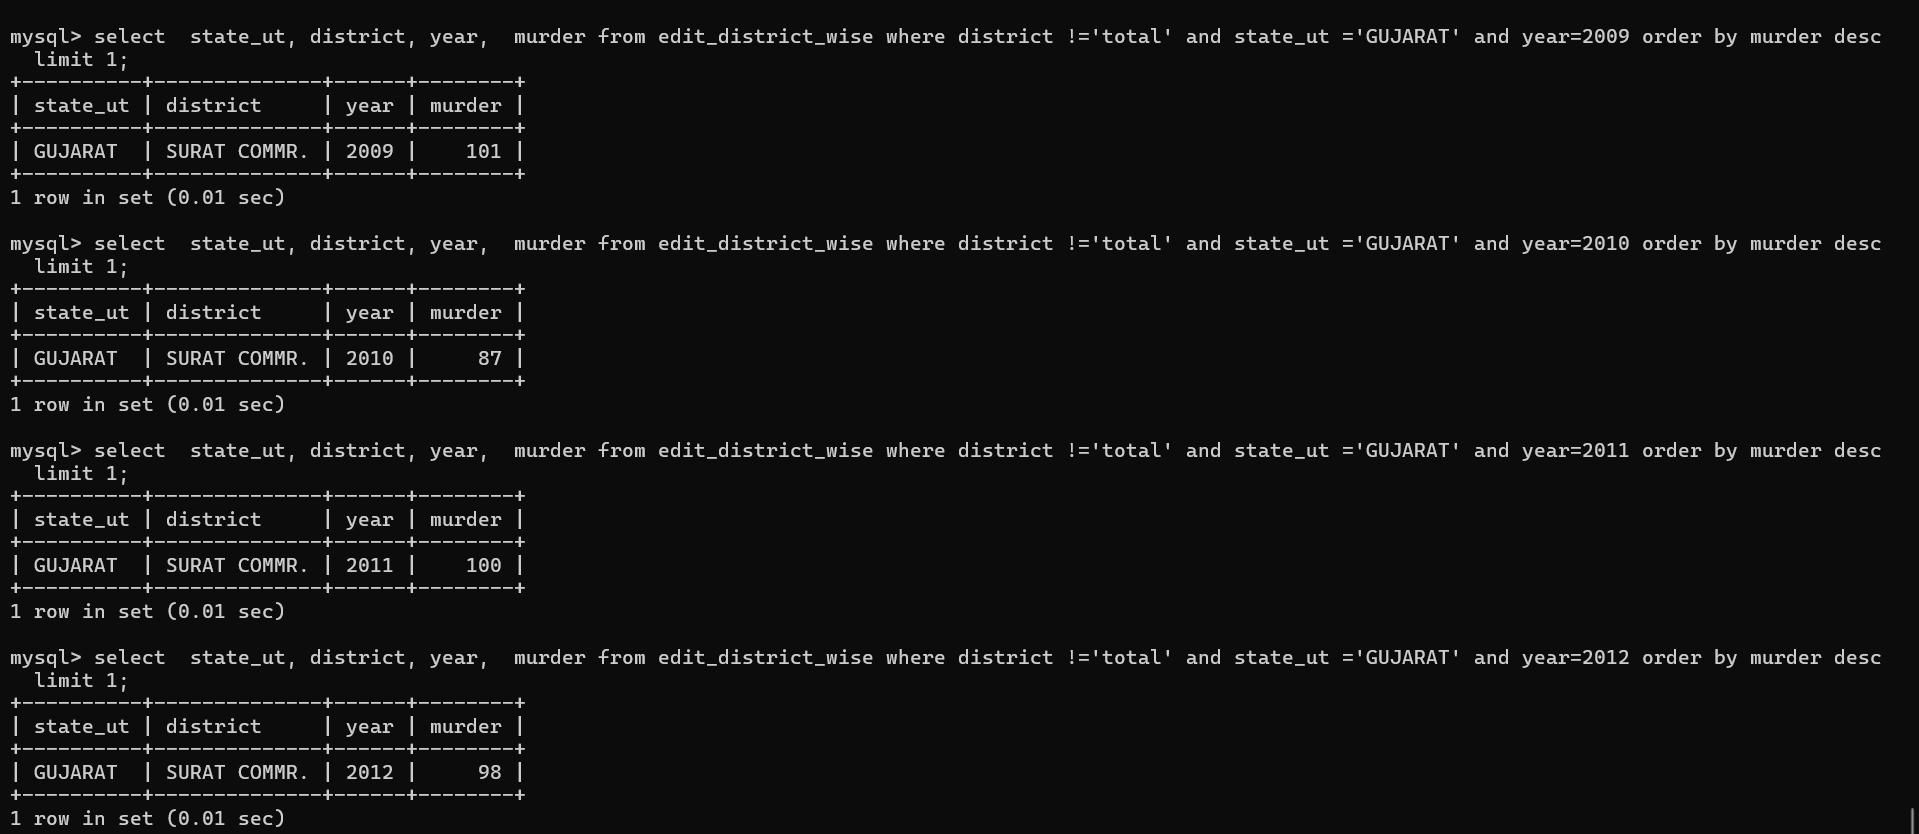 mysql> select  state_ut, district, year,  murder from edit_district_wise where district !='total' and state_ut ='GUJARAT' and year=2009 order by murder desc
  limit 1;
+----------+--------------+------+--------+
| state_ut | district     | year | murder |
+----------+--------------+------+--------+
| GUJARAT  | SURAT COMMR. | 2009 |    101 |
+----------+--------------+------+--------+
1 row in set (0.01 sec)

mysql> select  state_ut, district, year,  murder from edit_district_wise where district !='total' and state_ut ='GUJARAT' and year=2010 order by murder desc
  limit 1;
+----------+--------------+------+--------+
| state_ut | district     | year | murder |
+----------+--------------+------+--------+
| GUJARAT  | SURAT COMMR. | 2010 |     87 |
+----------+--------------+------+--------+
1 row in set (0.01 sec)

mysql> select  state_ut, district, year,  murder from edit_district_wise where district !='total' and state_ut ='GUJARAT' and year=2011 order by murder desc
  limit 1;
+----------+--------------+------+--------+
| state_ut | district     | year | murder |
+----------+--------------+------+--------+
| GUJARAT  | SURAT COMMR. | 2011 |    100 |
+----------+--------------+------+--------+
1 row in set (0.01 sec)

mysql> select  state_ut, district, year,  murder from edit_district_wise where district !='total' and state_ut ='GUJARAT' and year=2012 order by murder desc
  limit 1;
+----------+--------------+------+--------+
| state_ut | district     | year | murder |
+----------+--------------+------+--------+
| GUJARAT  | SURAT COMMR. | 2012 |     98 |
+----------+--------------+------+--------+
1 row in set (0.01 sec)